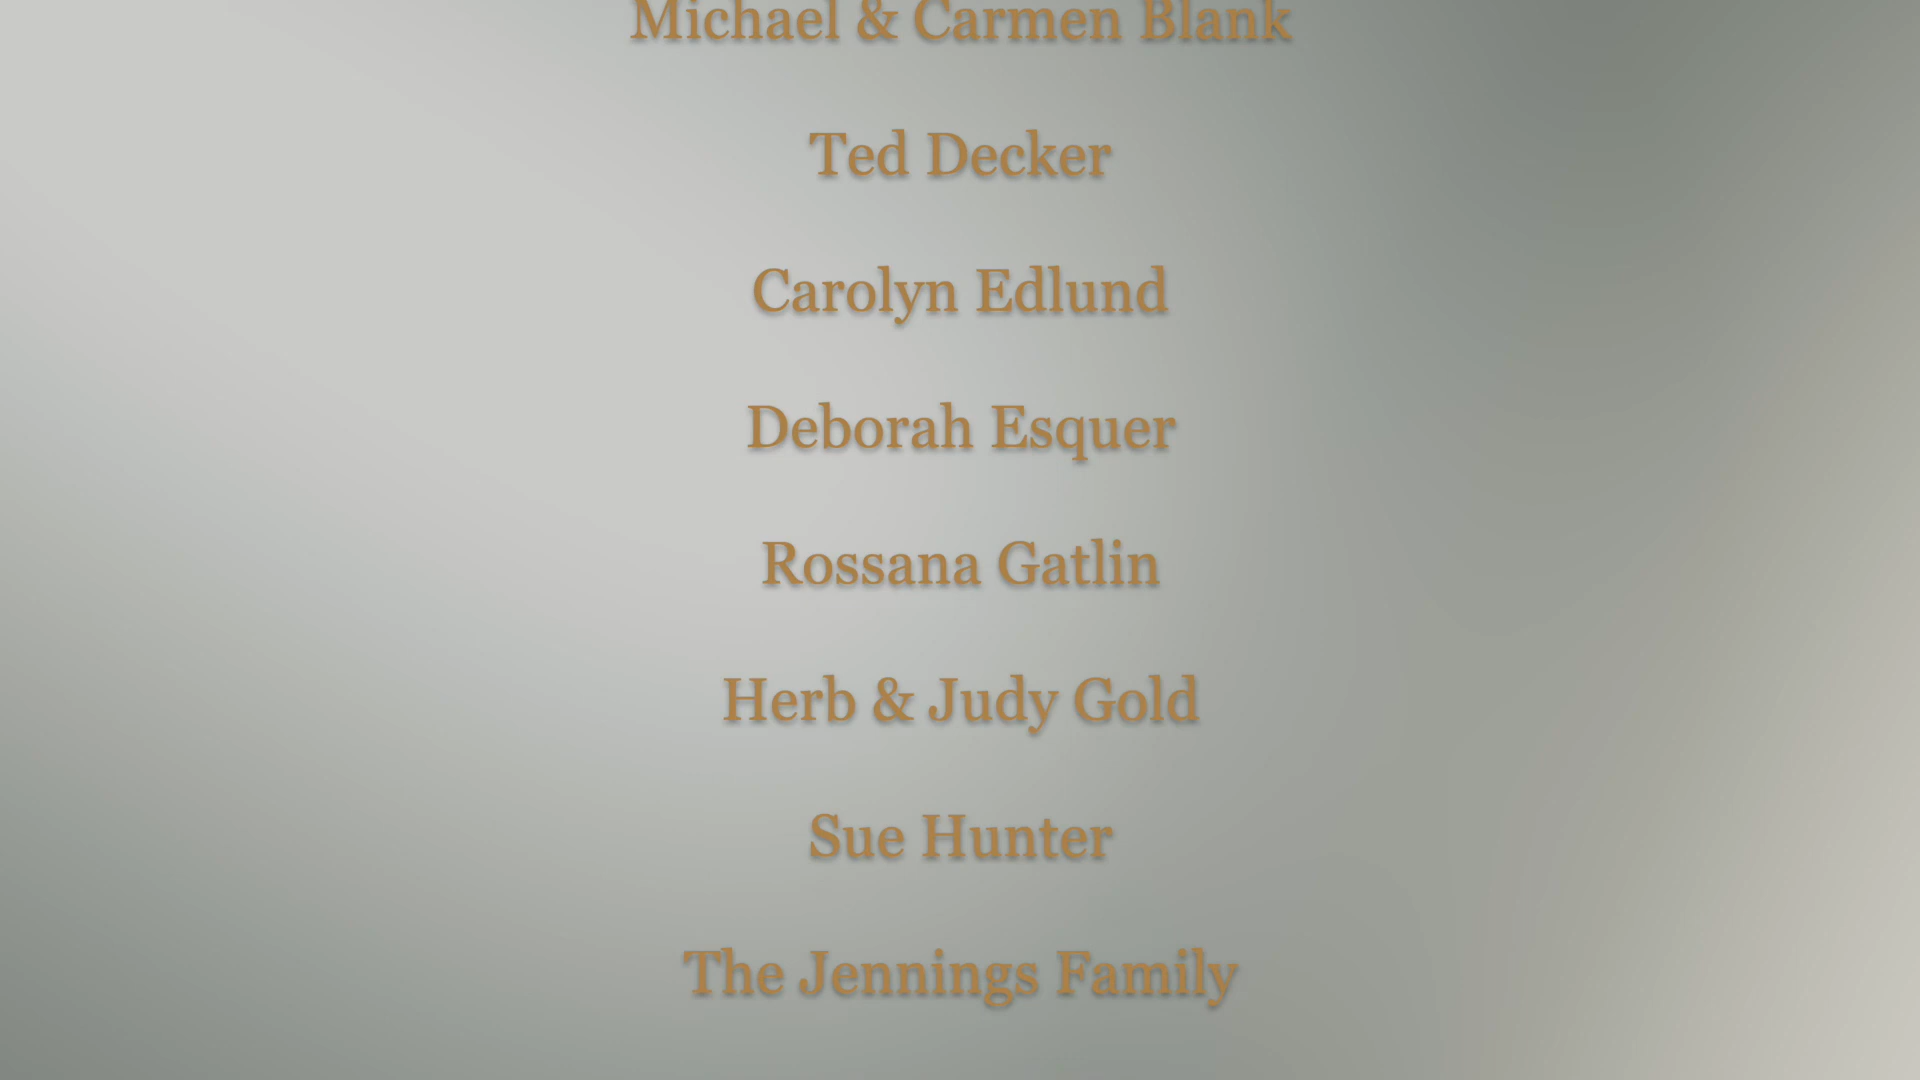 Michael & Carmen Blank
Ted Decker
Carolyn Edlund
Deborah Esquer
Rossana Gatlin
Herb & Judy Gold
Sue Hunter
The Jennings Family